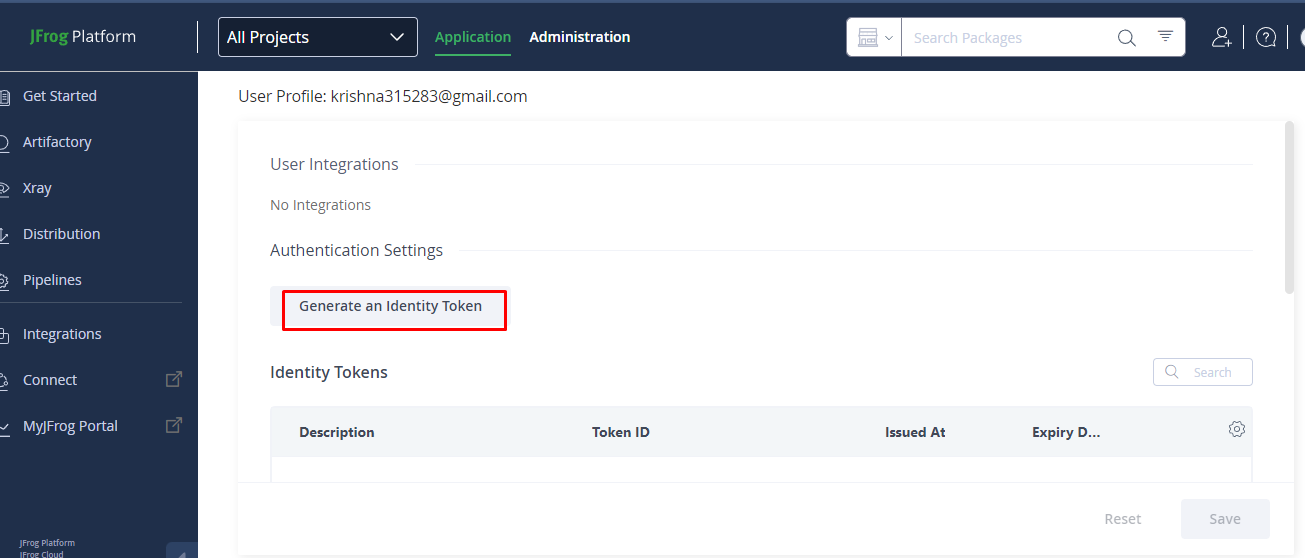 JFrog Platform
All Projects
Application
Administration
Search Packages
Get Started
Artifactory
Xray
Distribution
Pipelines
Integrations
Connect
MyJFrog Portal
JFrog Platform
JFrog Cloud
User Profile: krishna315283@gmail.com
User Integrations
No Integrations
Authentication Settings
Generate an Identity Token
Identity Tokens
Search
Description Token ID Issued At Expiry D...
Reset
Save